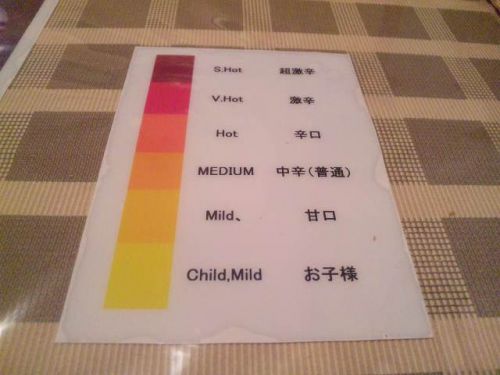 S.Hot 超激辛
V.Hot 激辛
Hot 辛口
MEDIUM 中辛(普通)
Mild、 甘口
Child,Mild お子様